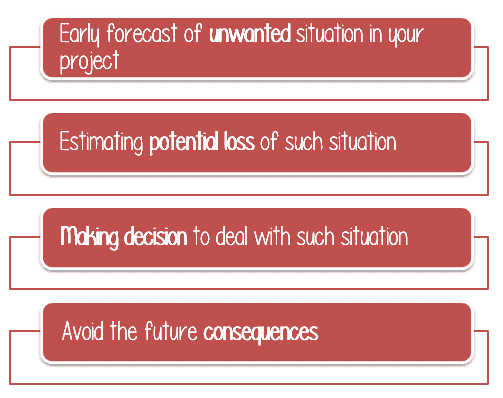 Early forecast of unwanted situation in your
project
Estimating potential loss of such situation
Making decision to deal with such situation
Avoid the future consequences